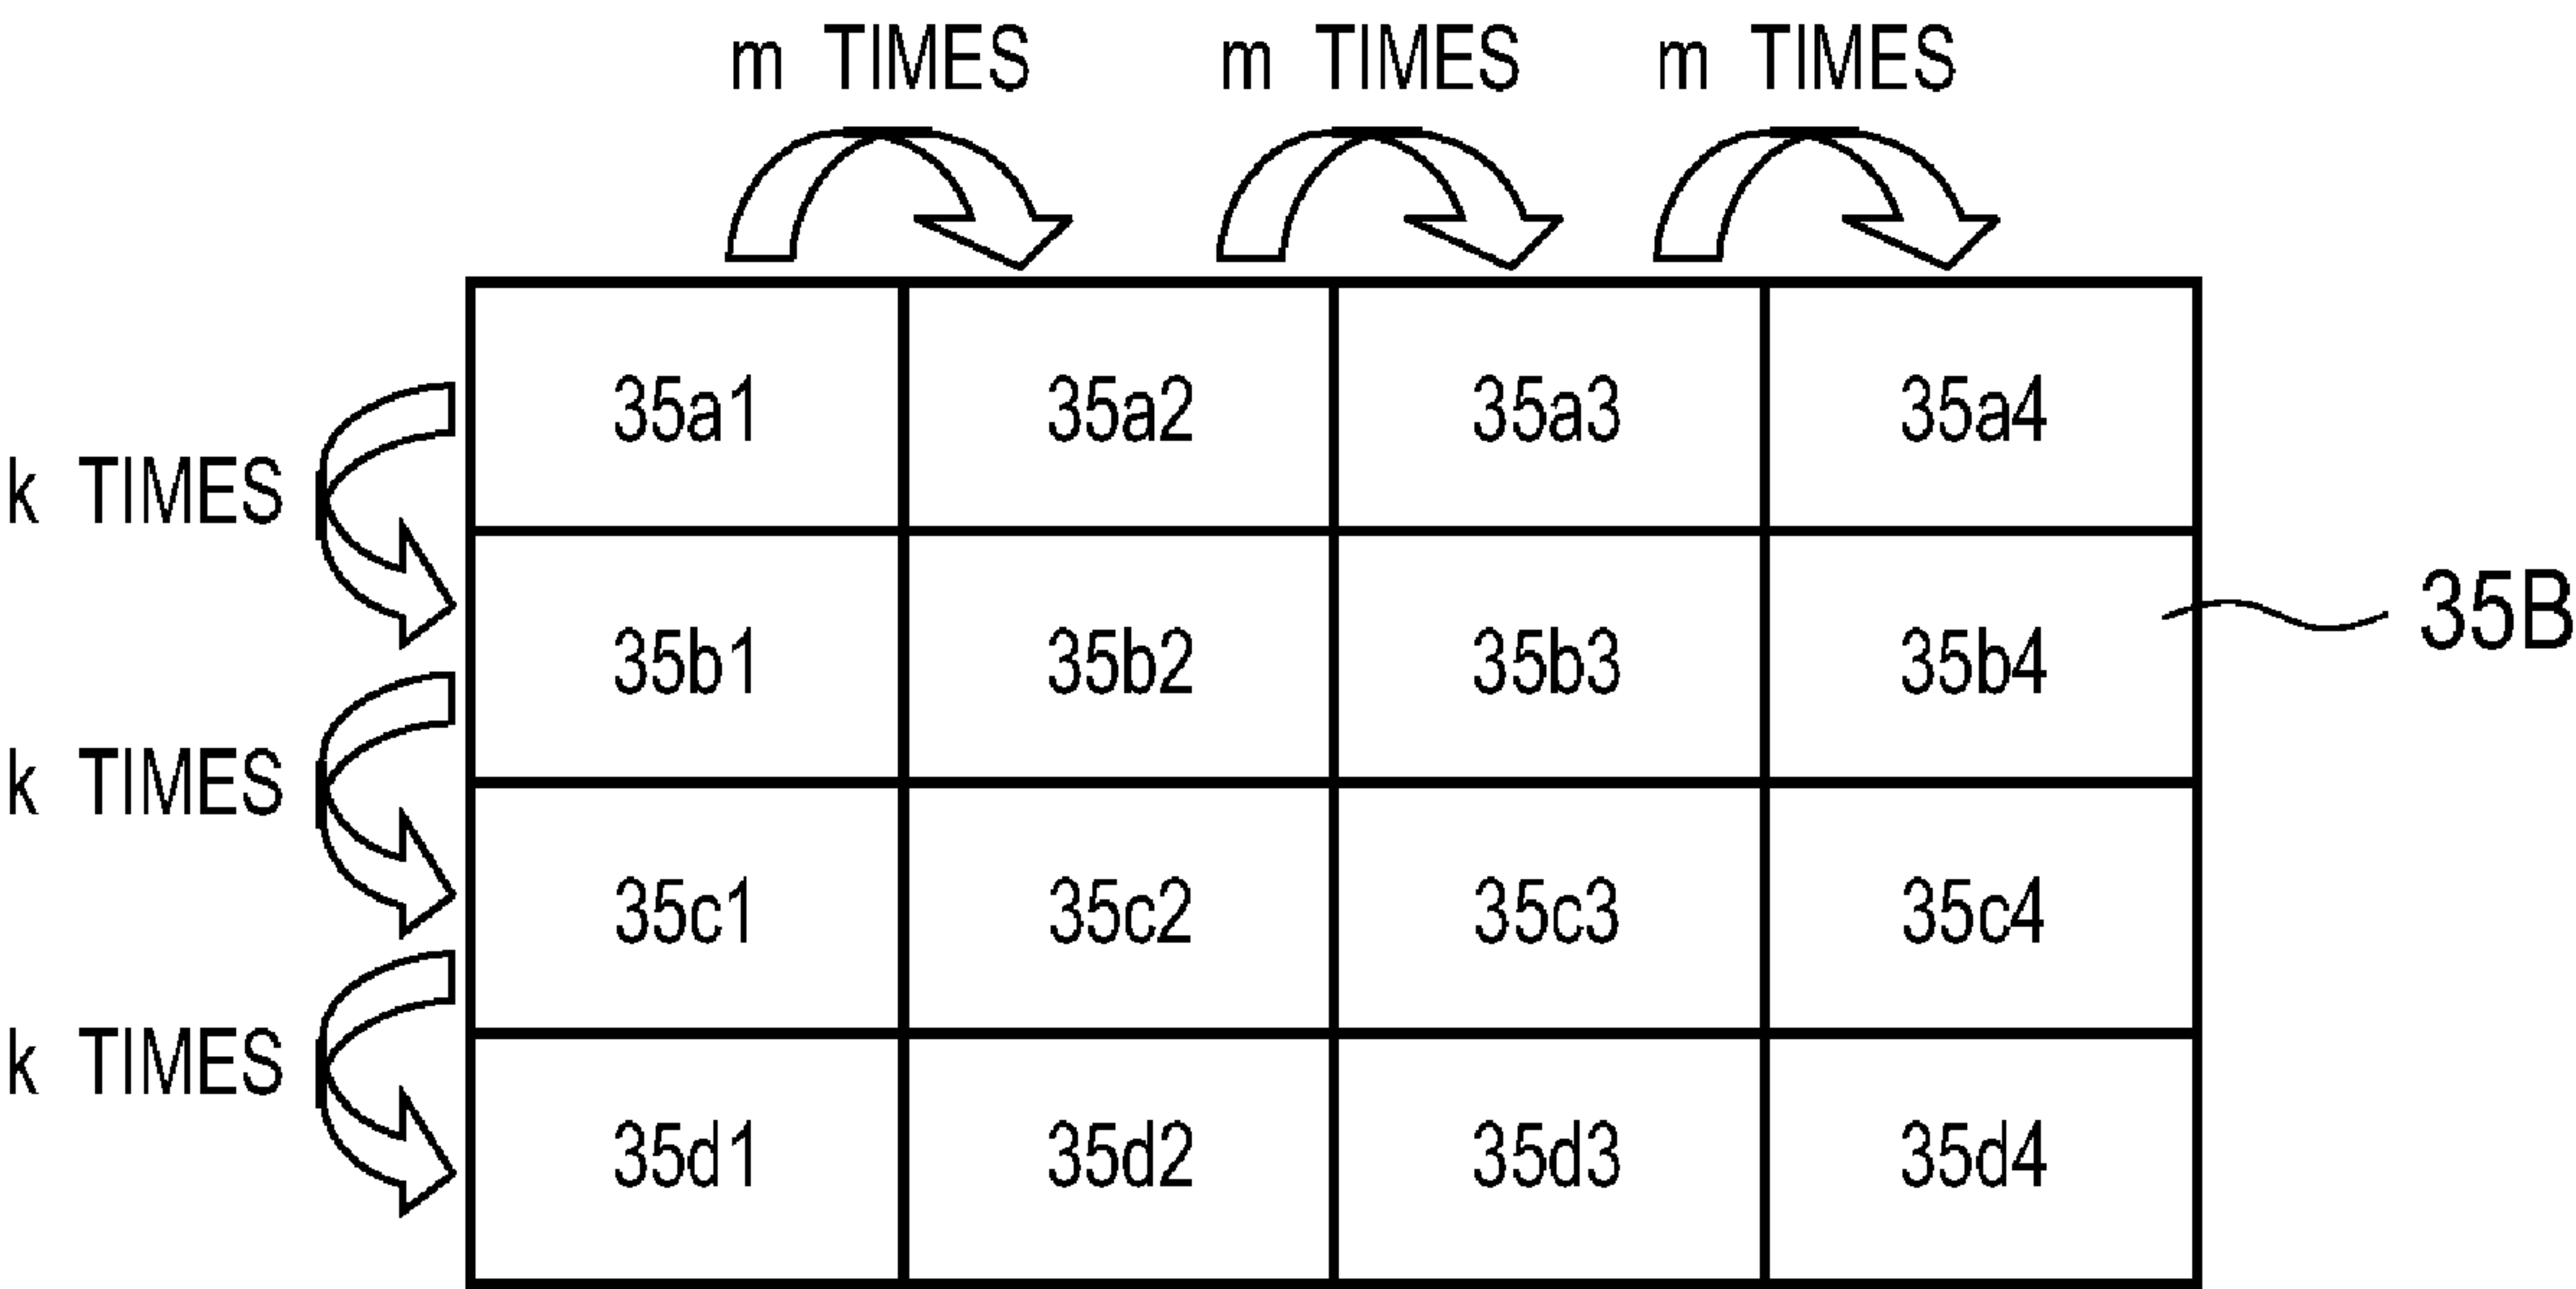 m TIMES m TIMES m TIMES
35a1 35a2 35a3 35a4
k TIMES
35b1 35b2 35b3 35b4
35B
k TIMES
35c1 35c2 35c3 35c4
k TIMES
35d1 35d2 35d3 35d4